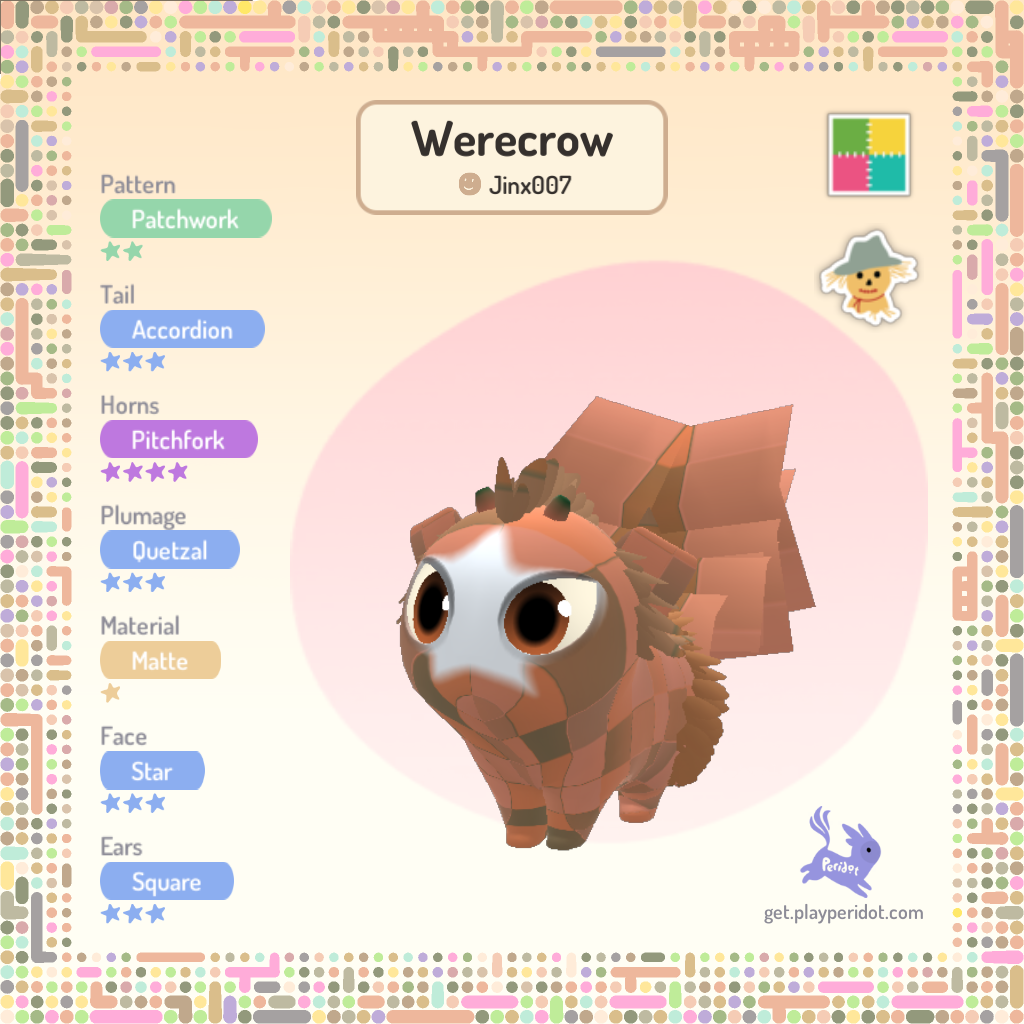 Werecrow
Jinx007
Pattern
Patchwork
Tail
Accordion
Horns
Pitchfork
Plumage
Quetzal
Material
Matte
Face
Star
Ears
Square
Peridot
get.playperidot.com